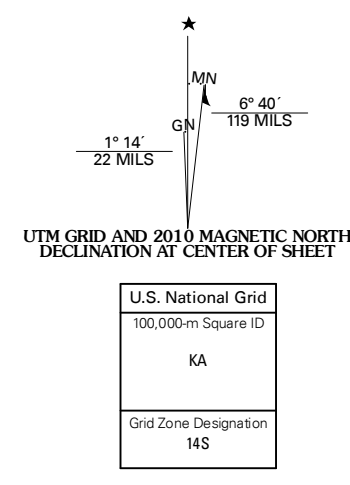 MN
6° 40´
119 MILS
GN
1° 14´
22 MILS
UTM GRID AND 2010 MAGNETIC NORTH
DECLINATION AT CENTER OF SHEET
U.S. National Grid
100,000-m Square ID
KA
Grid Zone Designation
14S